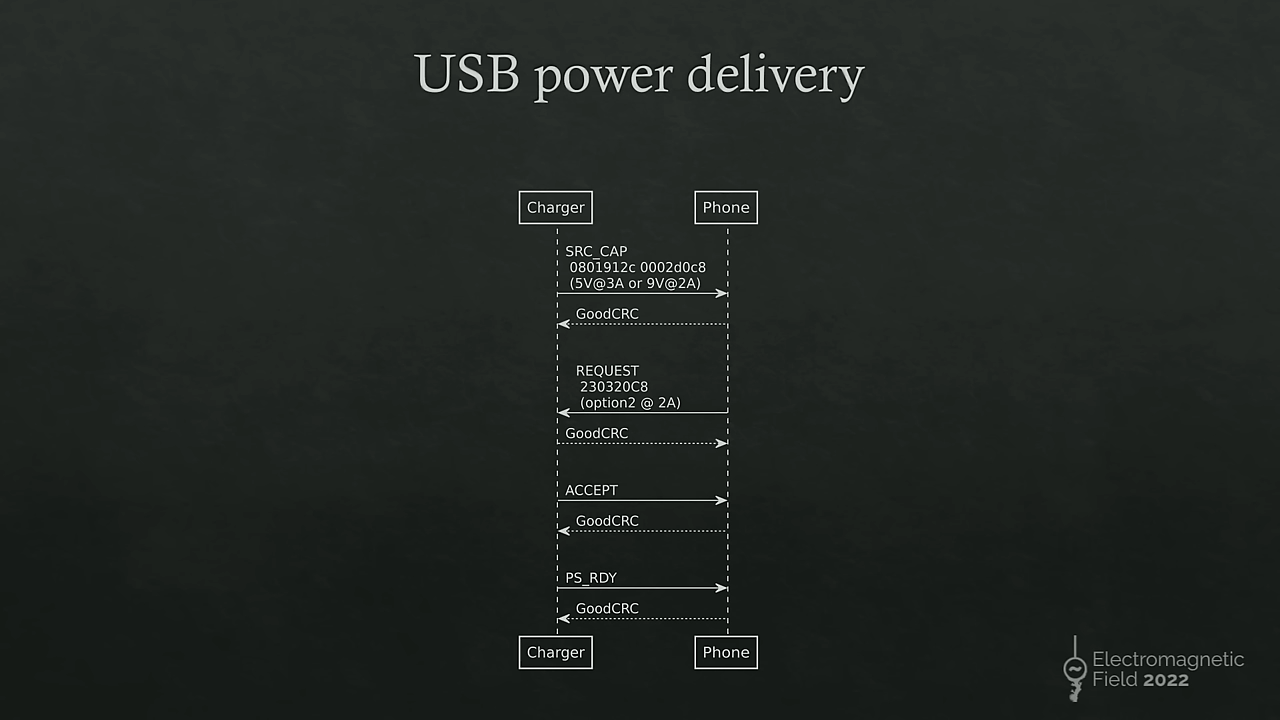 USB power delivery
Charger Phone
SRC_CAP
0801912c 0002d0c8
(5V@3A or 9V@2A)
GoodCRC
REQUEST
230320C8
(option2 @ 2A)
GoodCRC
ACCEPT
GoodCRC
PS_RDY
GoodCRC
Charger Phone
Electromagnetic
Field 2022